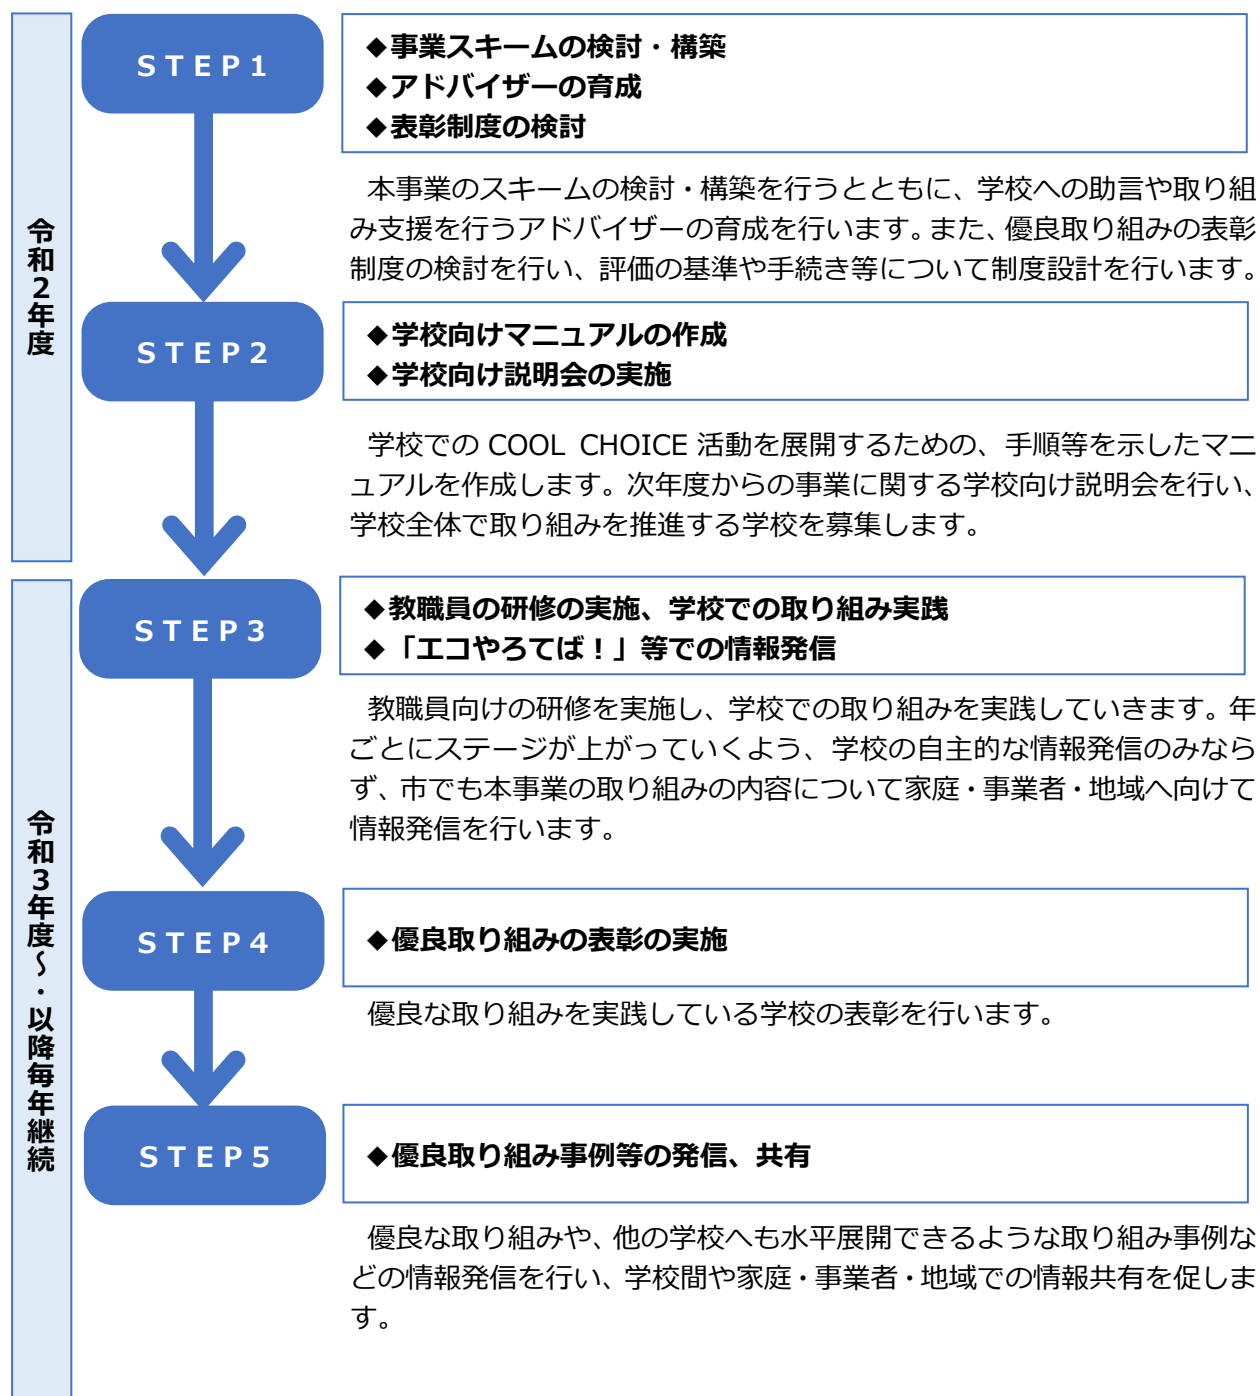 令和2年度
STEP1
◆事業スキームの検討・構築
◆アドバイザーの育成
◆表彰制度の検討
本事業のスキームの検討・構築を行うとともに、学校への助言や取り組
み支援を行うアドバイザーの育成を行います。また、優良取り組みの表彰
制度の検討を行い、評価の基準や手続き等について制度設計を行います。
STEP2
◆学校向けマニュアルの作成
◆学校向け説明会の実施
学校での COOL CHOICE 活動を展開するための、手順等を示したマニ
ュアルを作成します。次年度からの事業に関する学校向け説明会を行い、
学校全体で取り組みを推進する学校を募集します。
令和3年度～・以降毎年継続
STEP3
◆教職員の研修の実施、学校での取り組み実践
◆「エコやろてば！」等での情報発信
教職員向けの研修を実施し、学校での取り組みを実践していきます。年
ごとにステージが上がっていくよう、学校の自主的な情報発信のみなら
ず、市でも本事業の取り組みの内容について家庭・事業者・地域へ向けて
情報発信を行います。
STEP4
◆優良取り組みの表彰の実施
優良な取り組みを実践している学校の表彰を行います。
STEP5
◆優良取り組み事例等の発信、共有
優良な取り組みや、他の学校へも水平展開できるような取り組み事例な
どの情報発信を行い、学校間や家庭・事業者・地域での情報共有を促しま
す。